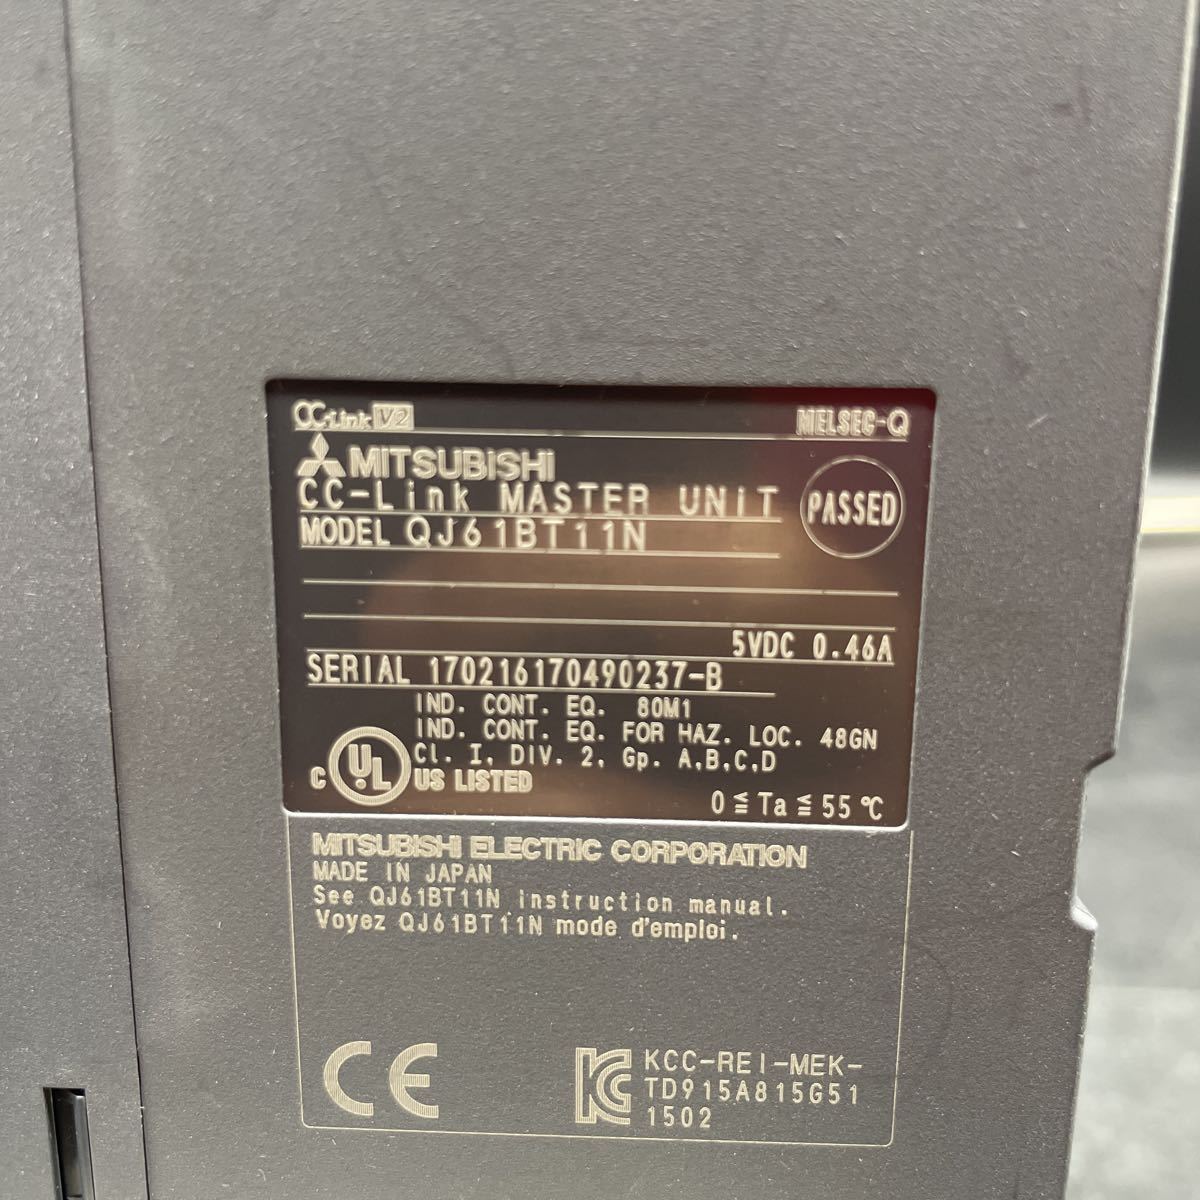 CC-Link V2 MELSEC-Q
MITSUBISHI
CC-Link MASTER UNIT
PASSED
MODEL QJ61BT11N
5VDC 0.46A
SERIAL 170216170490237-B
IND. CONT. EQ. 80M1
IND. CONT. EQ. FOR HAZ. LOC. 48GN
Cl. I, DIV. 2, Gp. A,B,C,D
C UL US LISTED
0≦Ta≦55℃
MITSUBISHI ELECTRIC CORPORATION
MADE IN JAPAN
See QJ61BT11N instruction manual.
Voyez QJ61BT11N mode d'emploi.
CE
KC
KCC-REI-MEK-
TD915A815G51
1502